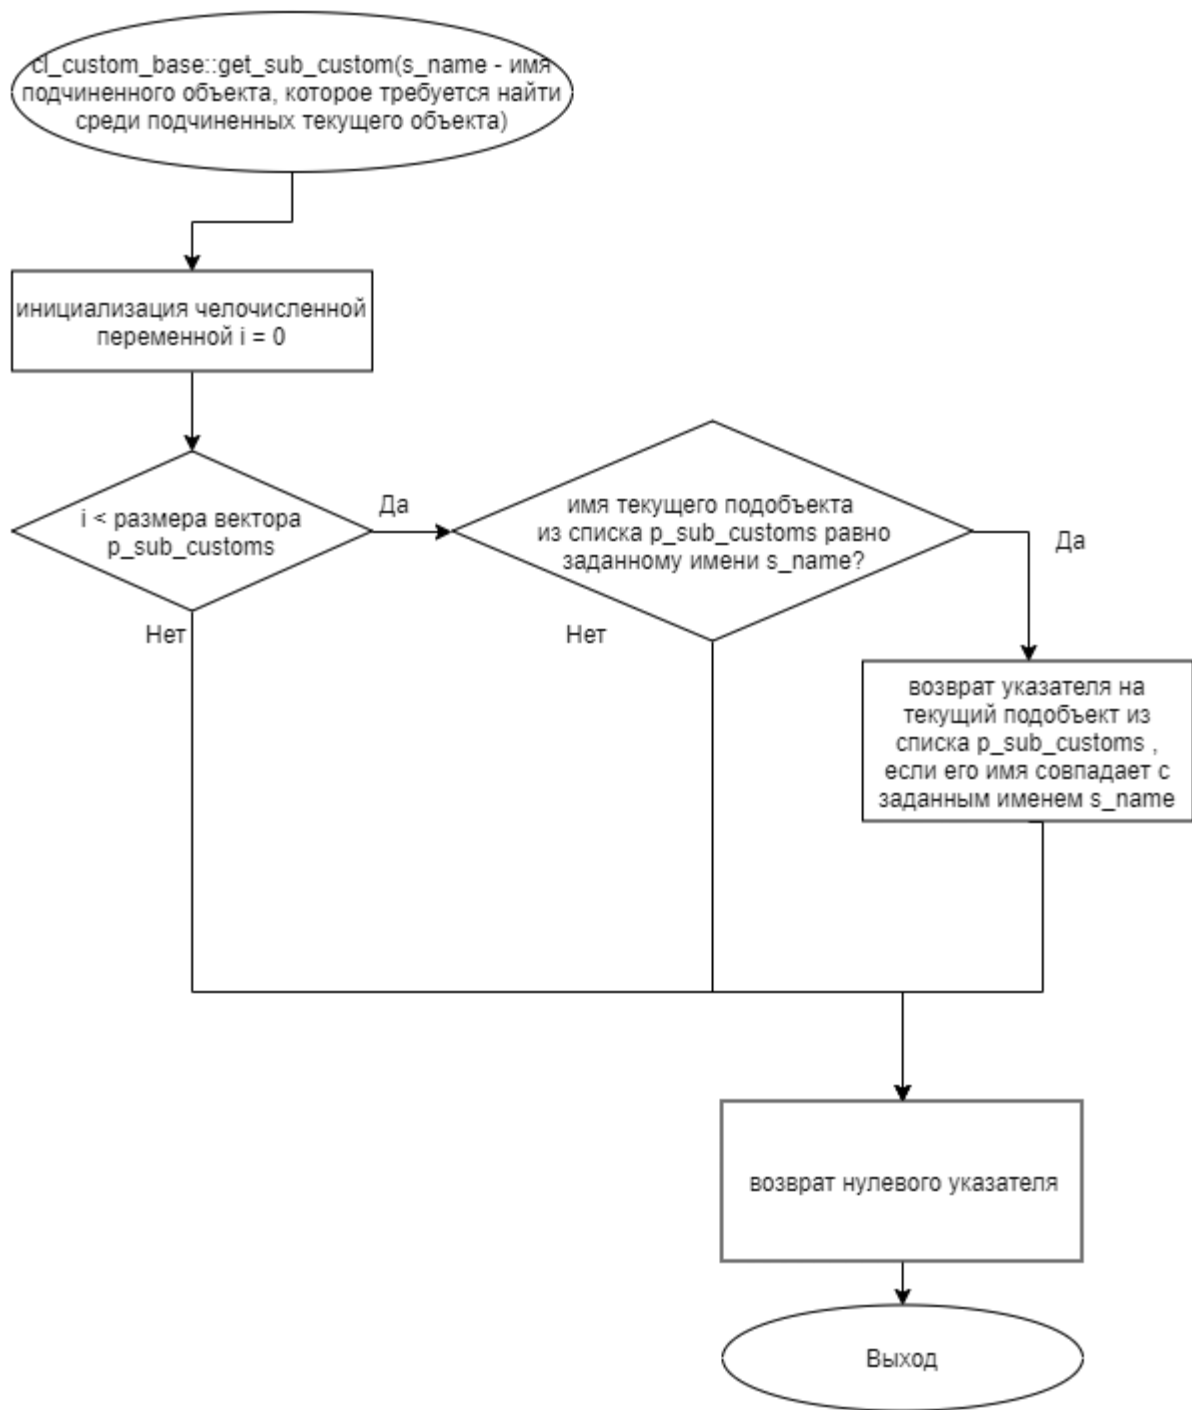 cl_custom_base::get_sub_custom(s_name - имя
подчиненного объекта, которое требуется найти
среди подчиненных текущего объекта)
инициализация челочисленной
переменной i = 0
i < размера вектора
p_sub_customs
Да
имя текущего подобъекта
из списка p_sub_customs равно
заданному имени s_name?
Да
Нет
Нет
возврат указателя на
текущий подобъект из
списка p_sub_customs ,
если его имя совпадает с
заданным именем s_name
возврат нулевого указателя
Выход